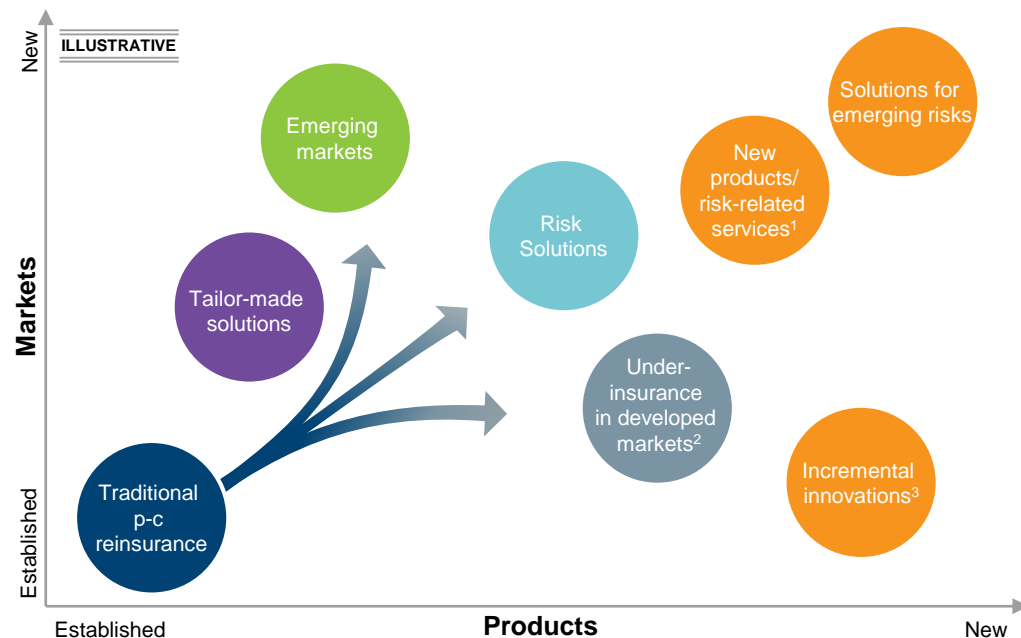 New
ILLUSTRATIVE
Solutions for
emerging risks
Emerging
markets
New
products/
risk-related
services¹
Risk
Solutions
Tailor-made
solutions
Markets
Under-
insurance
in developed
markets²
Incremental
innovations³
Traditional
p-c
reinsurance
Established
Established
Products
New